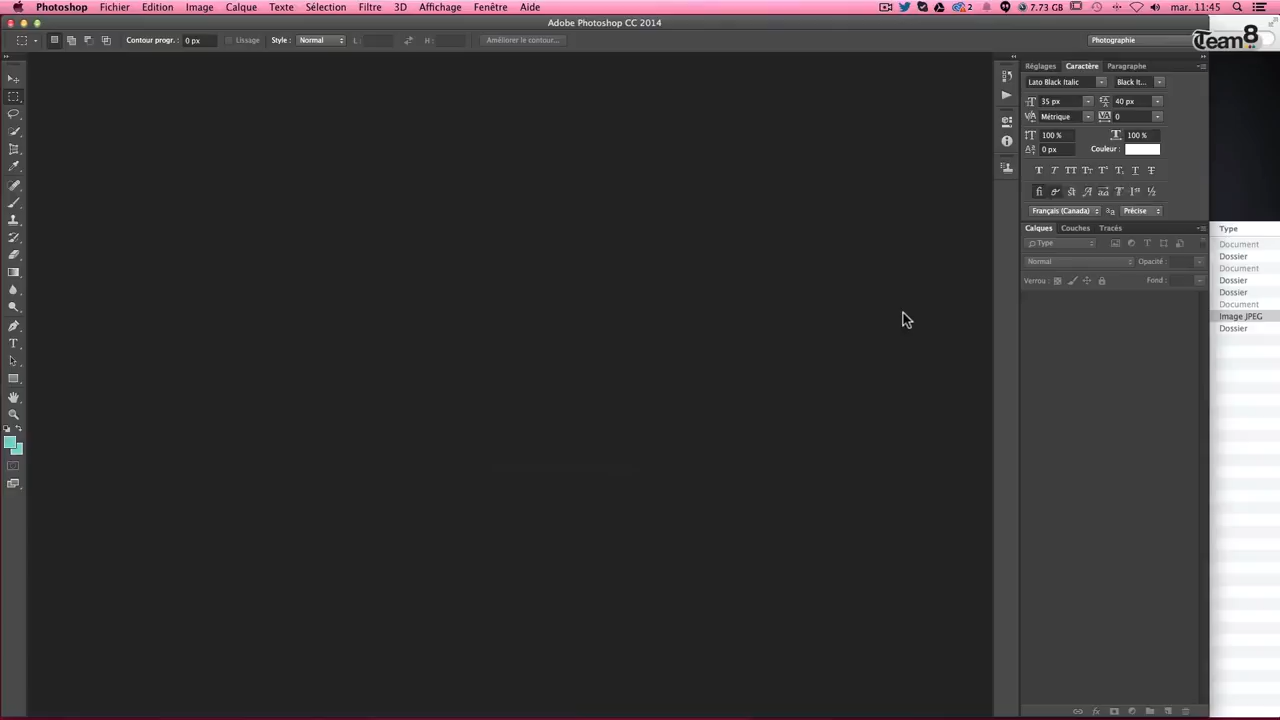 Photoshop Fichier Edition Image Calque Texte Sélection Filtre 3D Affichage Fenêtre Aide 2 7.73 GB mar. 11:45
Adobe Photoshop CC 2014
Contour progr. : 0 px Lissage Style : Normal L : H : Améliorer le contour... Photographie Team8
Réglages Caractère Paragraphe
Lato Black Italic Black It...
35 px 40 px
Métrique 0
100 % 100 %
0 px Couleur :
Français (Canada) Précise
Calques Couches Tracés
Type
Normal Opacité :
Verrou : Fond :
Type
Document
Dossier
Document
Dossier
Dossier
Document
Image JPEG
Dossier